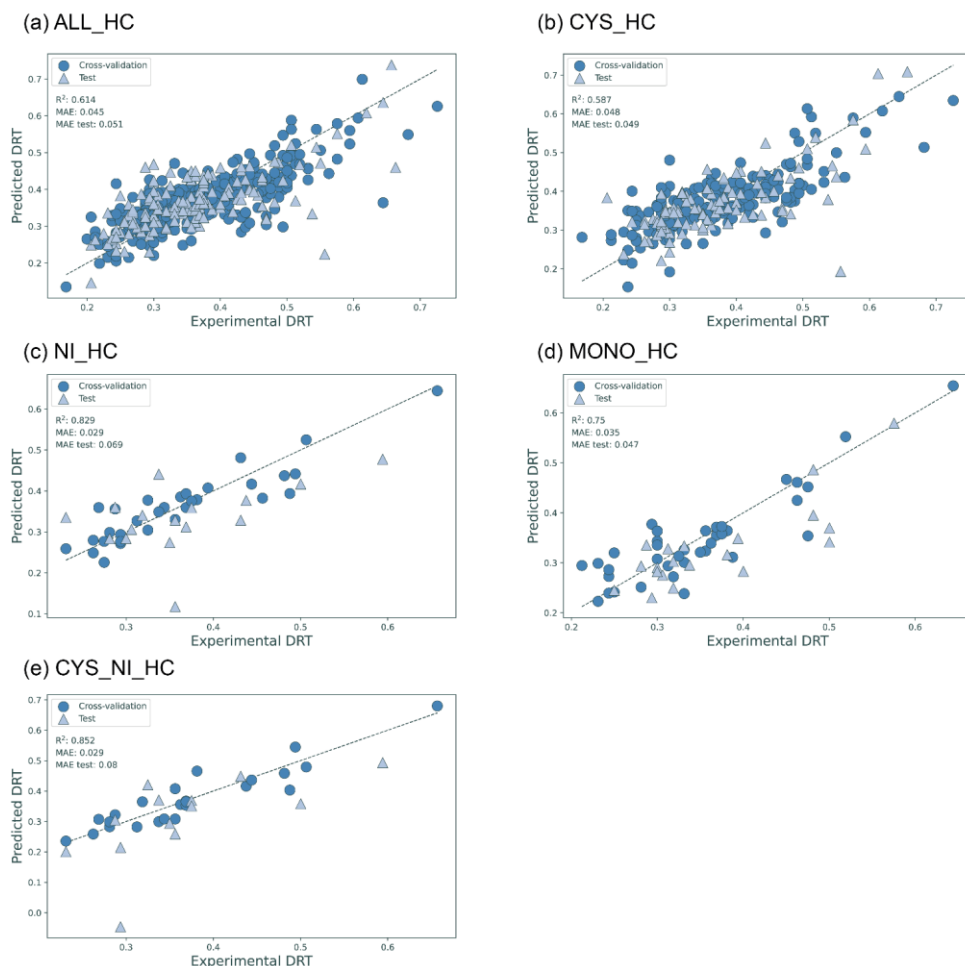 (a) ALL_HC
Cross-validation
Test
R²: 0.614
MAE: 0.045
MAE test: 0.051
0.7
0.6
0.5
0.4
0.3
0.2
Predicted DRT
0.2 0.3 0.4 0.5 0.6 0.7
Experimental DRT
(b) CYS_HC
Cross-validation
Test
R²: 0.587
MAE: 0.048
MAE test: 0.049
0.7
0.6
0.5
0.4
0.3
0.2
Predicted DRT
0.2 0.3 0.4 0.5 0.6 0.7
Experimental DRT
(c) NI_HC
Cross-validation
Test
R²: 0.829
MAE: 0.029
MAE test: 0.069
0.6
0.5
0.4
0.3
0.2
0.1
Predicted DRT
0.3 0.4 0.5 0.6
Experimental DRT
(d) MONO_HC
Cross-validation
Test
R²: 0.75
MAE: 0.035
MAE test: 0.047
0.6
0.5
0.4
0.3
0.2
Predicted DRT
0.2 0.3 0.4 0.5 0.6
Experimental DRT
(e) CYS_NI_HC
Cross-validation
Test
R²: 0.852
MAE: 0.029
MAE test: 0.08
0.7
0.6
0.5
0.4
0.3
0.2
0.1
0.0
Predicted DRT
0.3 0.4 0.5 0.6
Experimental DRT